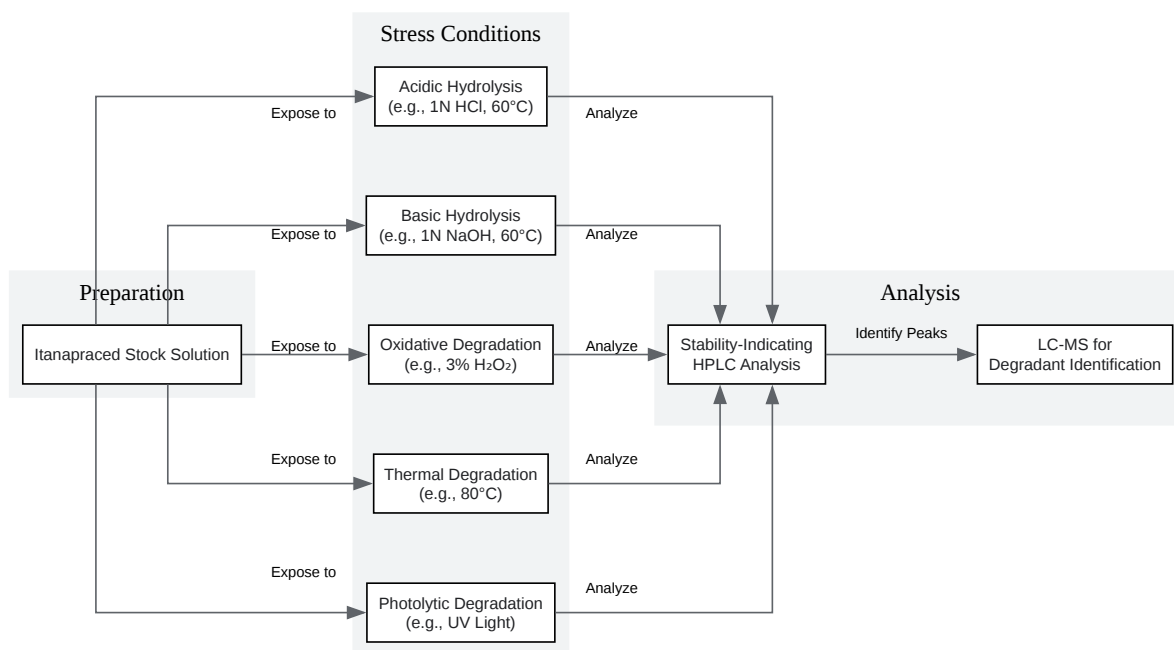 Stress Conditions
Acidic Hydrolysis
(e.g., 1N HCl, 60°C)
Expose to
Analyze
Basic Hydrolysis
(e.g., 1N NaOH, 60°C)
Expose to
Analyze
Preparation
Analysis
Itanapraced Stock Solution
Expose to
Oxidative Degradation
(e.g., 3% H₂O₂)
Analyze
Stability-Indicating
HPLC Analysis
Identify Peaks
LC-MS for
Degradant Identification
Expose to
Thermal Degradation
(e.g., 80°C)
Analyze
Expose to
Photolytic Degradation
(e.g., UV Light)
Analyze